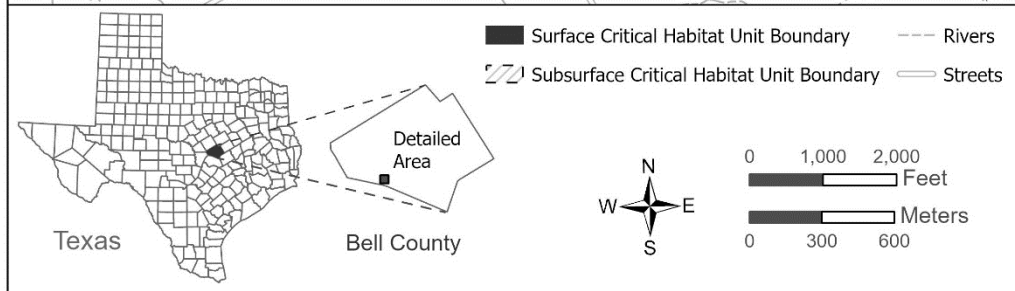 Surface Critical Habitat Unit Boundary
Rivers
Subsurface Critical Habitat Unit Boundary
Streets
Detailed
Area
Texas
Bell County
N
W E
S
0 1,000 2,000
Feet
Meters
0 300 600